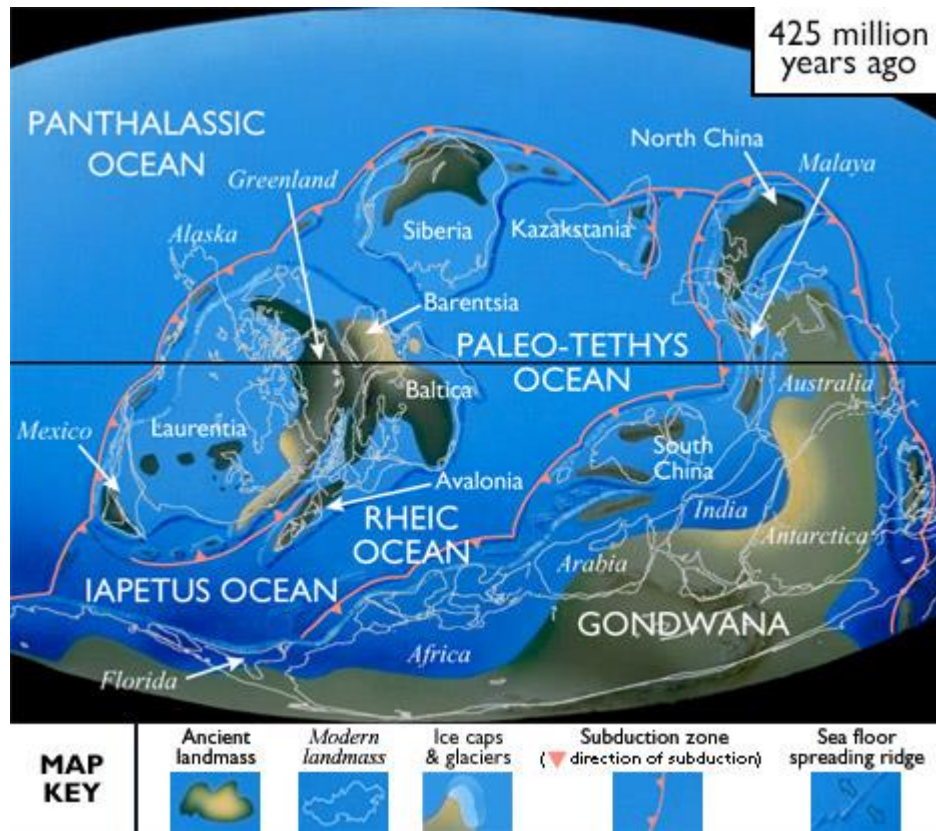 425 million
years ago
PANTHALASSIC
OCEAN
North China
Malaya
Greenland
Alaska
Siberia
Kazakstania
Barentsia
PALEO-TETHYS
OCEAN
Baltica
Australia
Mexico
Laurentia
South
China
Avalonia
RHEIC
OCEAN
India
Antarctica
Arabia
IAPETUS OCEAN
GONDWANA
Africa
Florida
MAP
KEY
Ancient
landmass
Modern
landmass
Ice caps
& glaciers
Subduction zone
(▼ direction of subduction)
Sea floor
spreading ridge